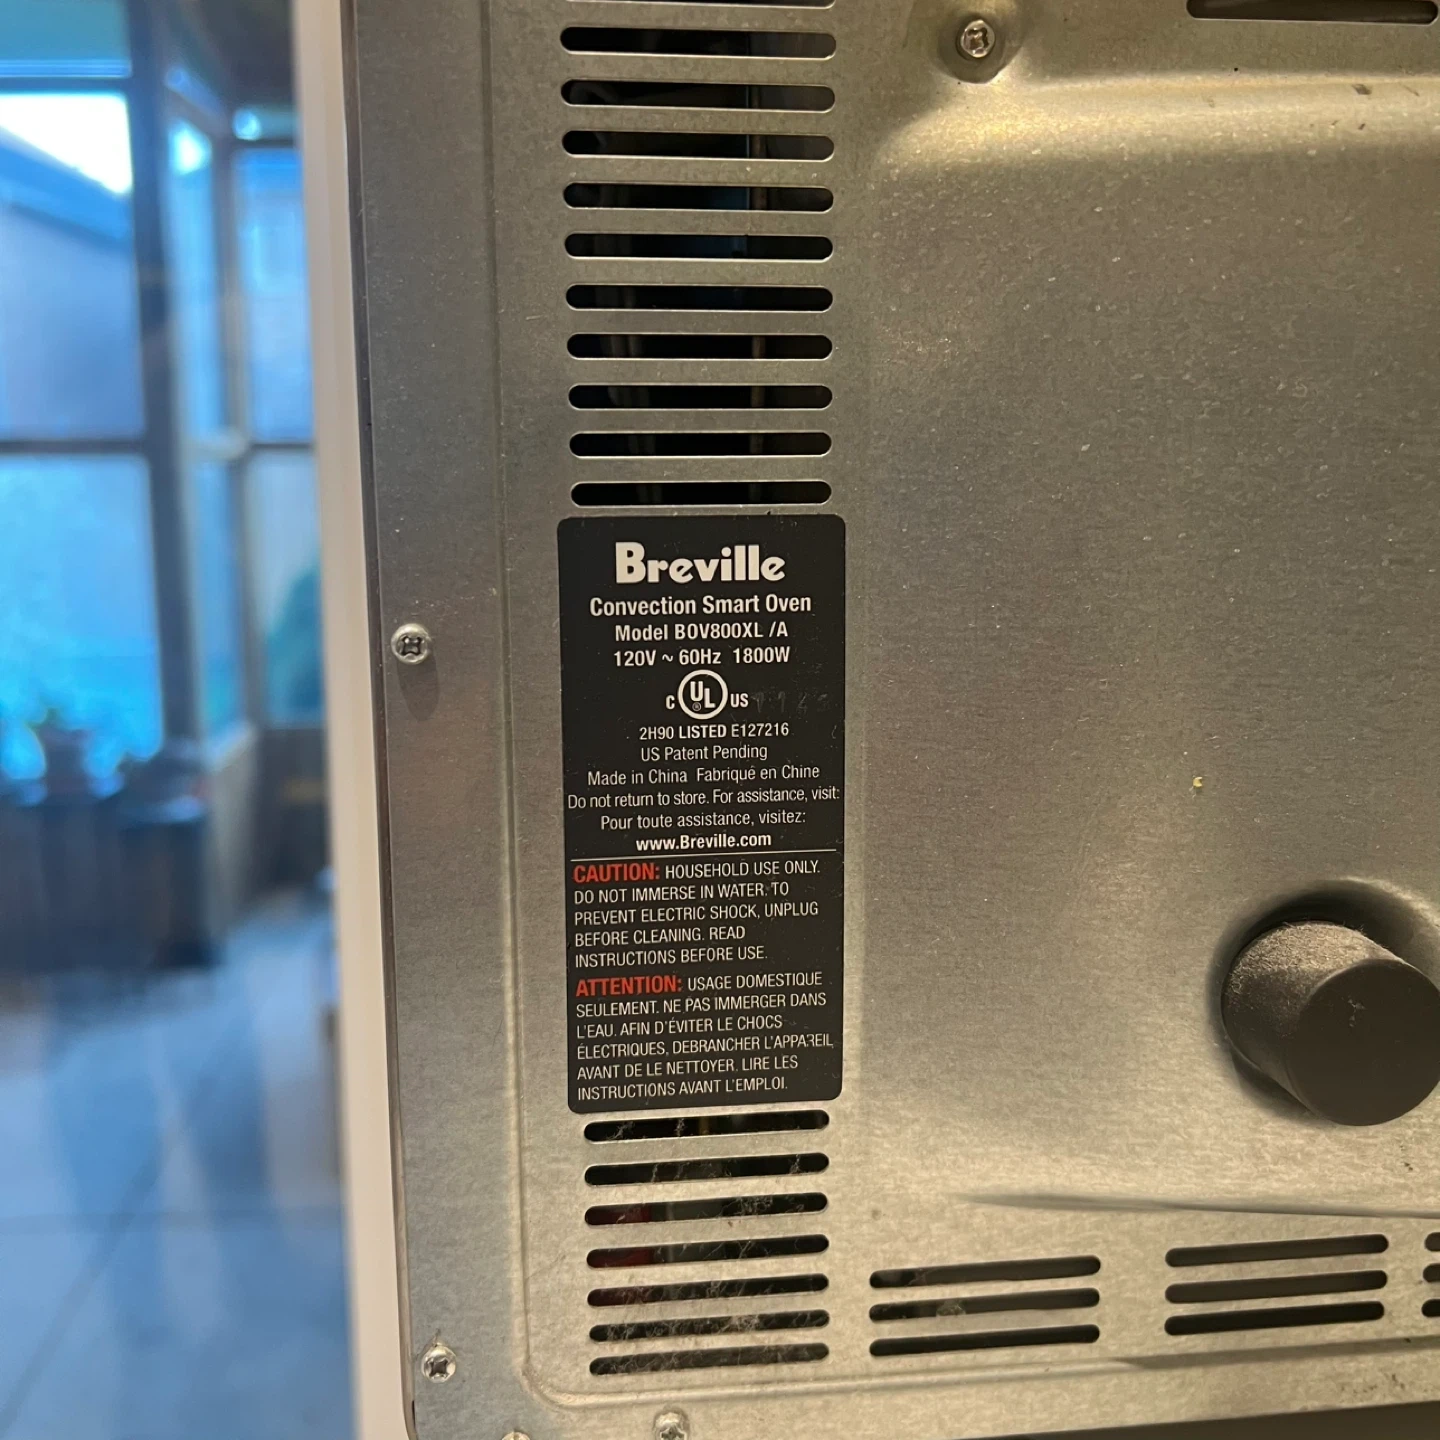 Breville
Convection Smart Oven
Model BOV800XL /A
120V ~ 60Hz 1800W
C UL ® US
2H90 LISTED E127216
US Patent Pending
Made in China Fabriqué en Chine
Do not return to store. For assistance, visit:
Pour toute assistance, visitez:
www.Breville.com
CAUTION: HOUSEHOLD USE ONLY.
DO NOT IMMERSE IN WATER. TO
PREVENT ELECTRIC SHOCK, UNPLUG
BEFORE CLEANING. READ
INSTRUCTIONS BEFORE USE.
ATTENTION: USAGE DOMESTIQUE
SEULEMENT. NE PAS IMMERGER DANS
L'EAU. AFIN D'ÉVITER LE CHOCS
ÉLECTRIQUES, DEBRANCHER L'APPAREIL
AVANT DE LE NETTOYER. LIRE LES
INSTRUCTIONS AVANT L'EMPLOI.